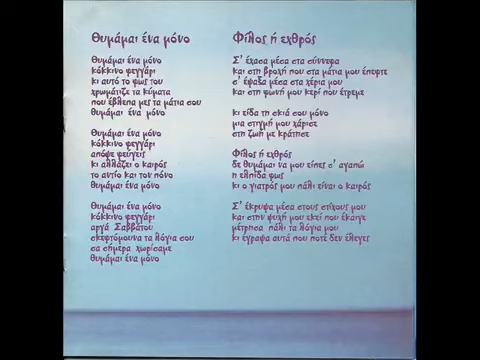 Θυμάμαι ένα μόνο
Θυμάμαι ένα μόνο
κόκκινο φεγγάρι
κι αυτό το φως του
χρωμάτιζε τα κύματα
που έβλεπα μες τα μάτια σου
θυμάμαι ένα μόνο
Θυμάμαι ένα μόνο
κόκκινο φεγγάρι
απόψε φεύγεις
κι αλλάζει ο καιρός
το αντίο και τον πόνο
θυμάμαι ένα μόνο
Θυμάμαι ένα μόνο
κόκκινο φεγγάρι
αργά Σαββάτου
σκεφτόμουνα τα λόγια σου
σα σήμερα χωρίσαμε
θυμάμαι ένα μόνο
Φίλος ή εχθρός
Σ' έχασα μέσα στα σύννεφα
και στη βροχή που στα μάτια μου έπεφτε
σ' έψαξα μέσα στα χέρια μου
και στη φωνή μου κερί που έτρεμε
κι είδα τη σκιά σου μόνο
μια στιγμή μου χάρισε
στη ζωή με κράτησε
Φίλος ή εχθρός
δε θυμάμαι να μου είπες σ' αγαπώ
η ελπίδα φως
κι ο γιατρός μου πάλι είναι ο καιρός
Σ' έκρυψα μέσα στους στίχους μου
και στην ψυχή μου εκεί που έκαιγε
μέτρησα πάλι τα λόγια μου
κι έγραψα αυτά που ποτέ δεν έλεγες